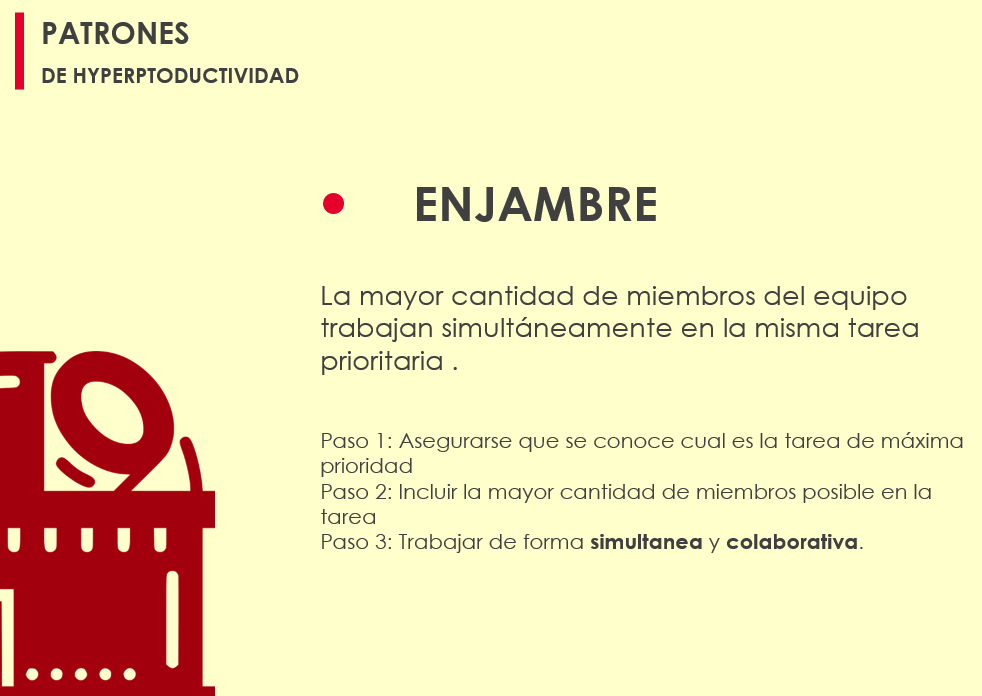 PATRONES
DE HYPERPTODUCTIVIDAD
• ENJAMBRE
La mayor cantidad de miembros del equipo
trabajan simultáneamente en la misma tarea
prioritaria .
Paso 1: Asegurarse que se conoce cual es la tarea de máxima
prioridad
Paso 2: Incluir la mayor cantidad de miembros posible en la
tarea
Paso 3: Trabajar de forma simultanea y colaborativa.